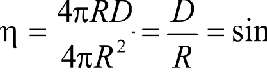 η = 4πRD / 4πR² = D / R = sin